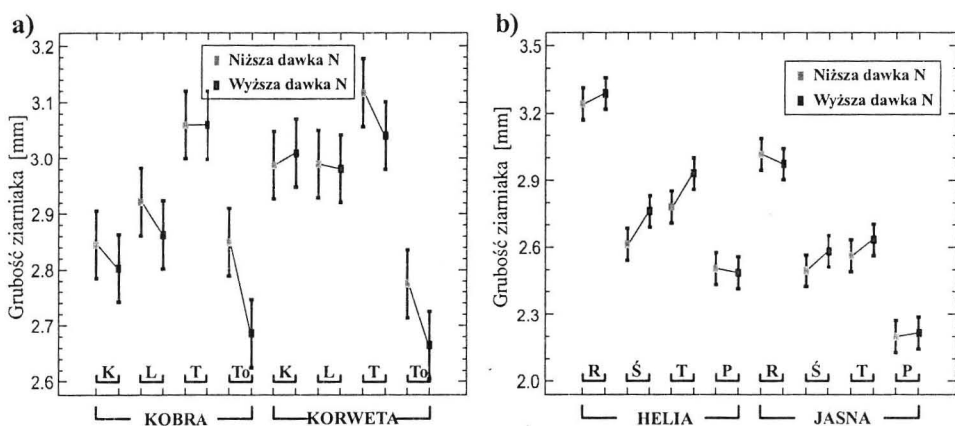 a)
Grubość ziarniaka [mm]
3.2
3.1
3.0
2.9
2.8
2.7
2.6
Niższa dawka N
Wyższa dawka N
K L T To K Ł T To
KOBRA KORWETA
b)
Grubość ziarniaka [mm]
3.5
3.2
2.9
2.6
2.3
2.0
Niższa dawka N
Wyższa dawka N
R Ś T P R Ś T P
HELIA JASNA